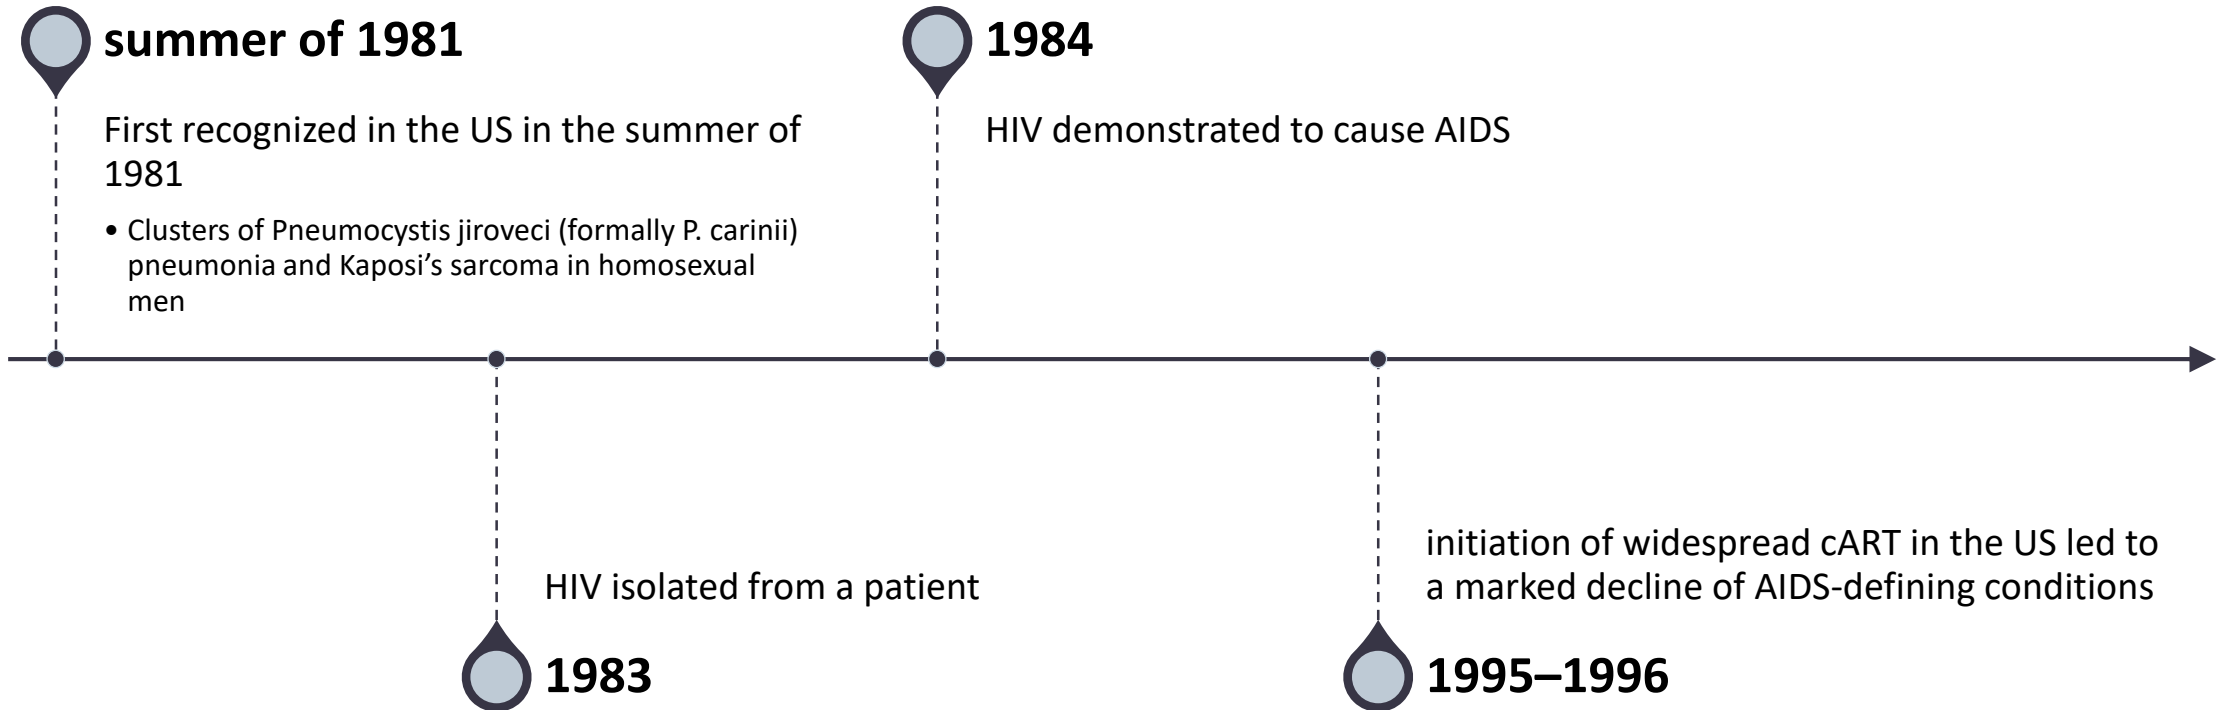 summer of 1981
First recognized in the US in the summer of
1981
• Clusters of Pneumocystis jiroveci (formally P. carinii)
pneumonia and Kaposi’s sarcoma in homosexual
men
HIV isolated from a patient
1983
1984
HIV demonstrated to cause AIDS
initiation of widespread cART in the US led to
a marked decline of AIDS-defining conditions
1995–1996